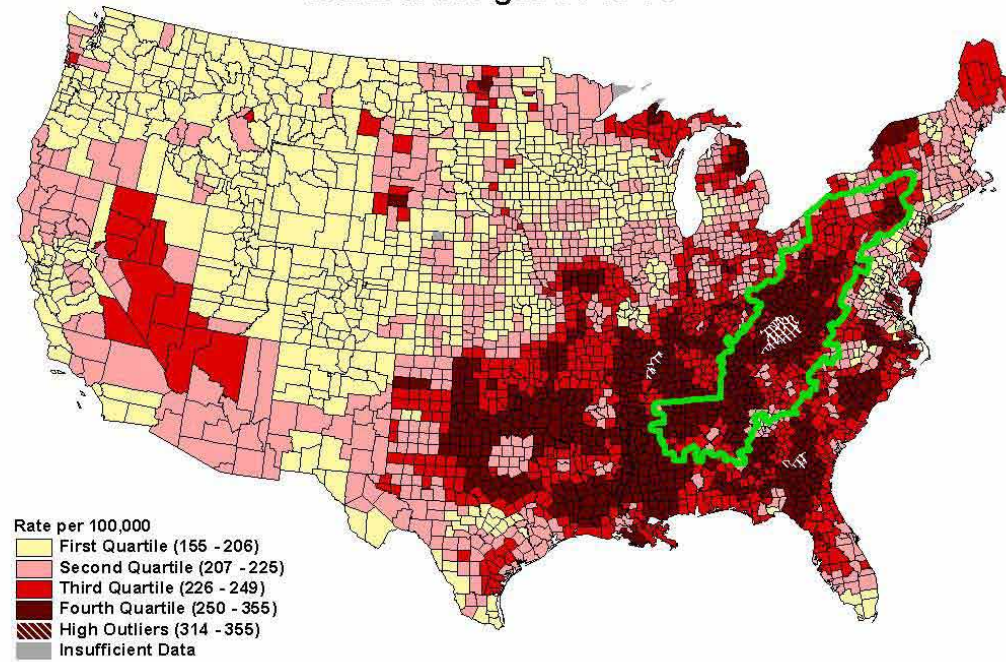 Rate per 100,000
First Quartile (155 - 206)
Second Quartile (207 - 225)
Third Quartile (226 - 249)
Fourth Quartile (250 - 355)
High Outliers (314 - 355)
Insufficient Data